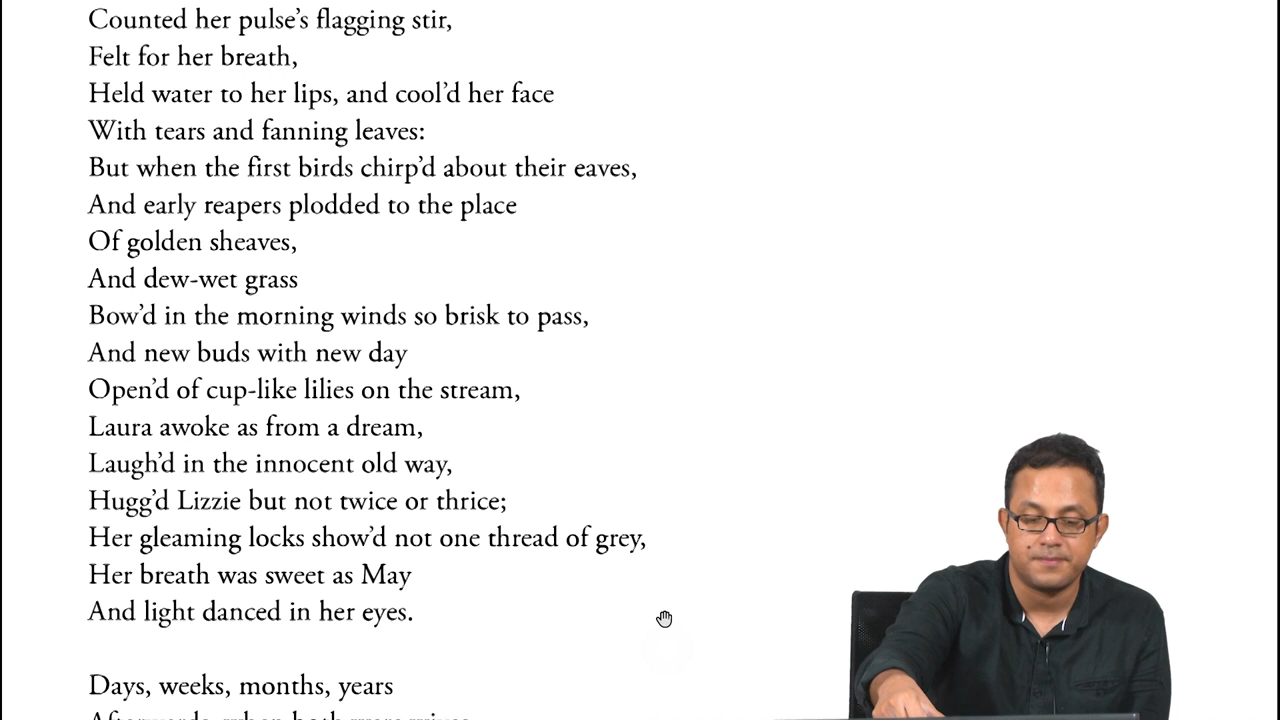 Counted her pulse’s flagging stir,
Felt for her breath,
Held water to her lips, and cool’d her face
With tears and fanning leaves:
But when the first birds chirp’d about their eaves,
And early reapers plodded to the place
Of golden sheaves,
And dew-wet grass
Bow’d in the morning winds so brisk to pass,
And new buds with new day
Open’d of cup-like lilies on the stream,
Laura awoke as from a dream,
Laugh’d in the innocent old way,
Hugg’d Lizzie but not twice or thrice;
Her gleaming locks show’d not one thread of grey,
Her breath was sweet as May
And light danced in her eyes.
Days, weeks, months, years
Afterwards, when both were wives